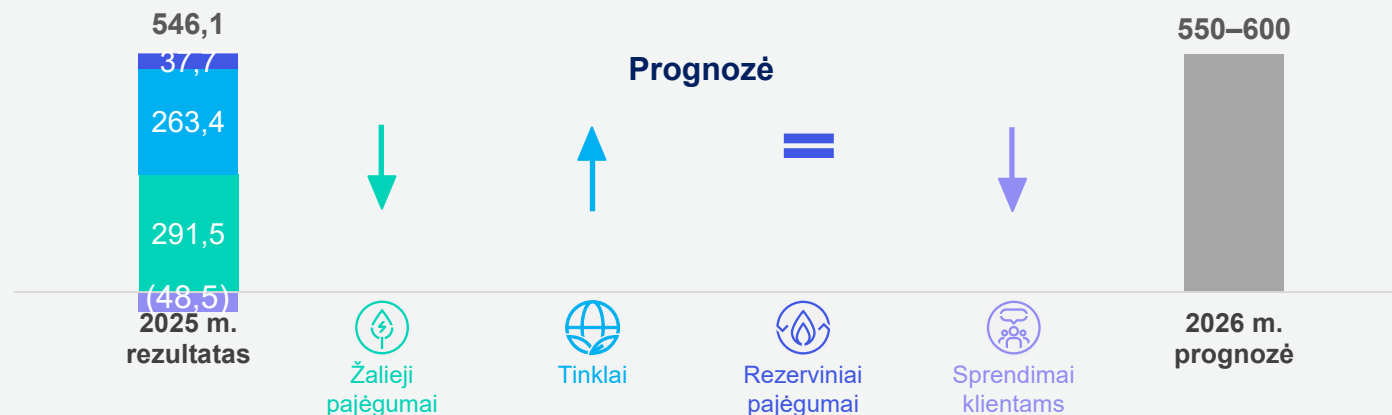 546,1
37,7
263,4
291,5
(48,5)
2025 m.
rezultatas
Prognozė
Žalieji
pajėgumai
Tinklai
Rezerviniai
pajėgumai
Sprendimai
klientams
550–600
2026 m.
prognozė